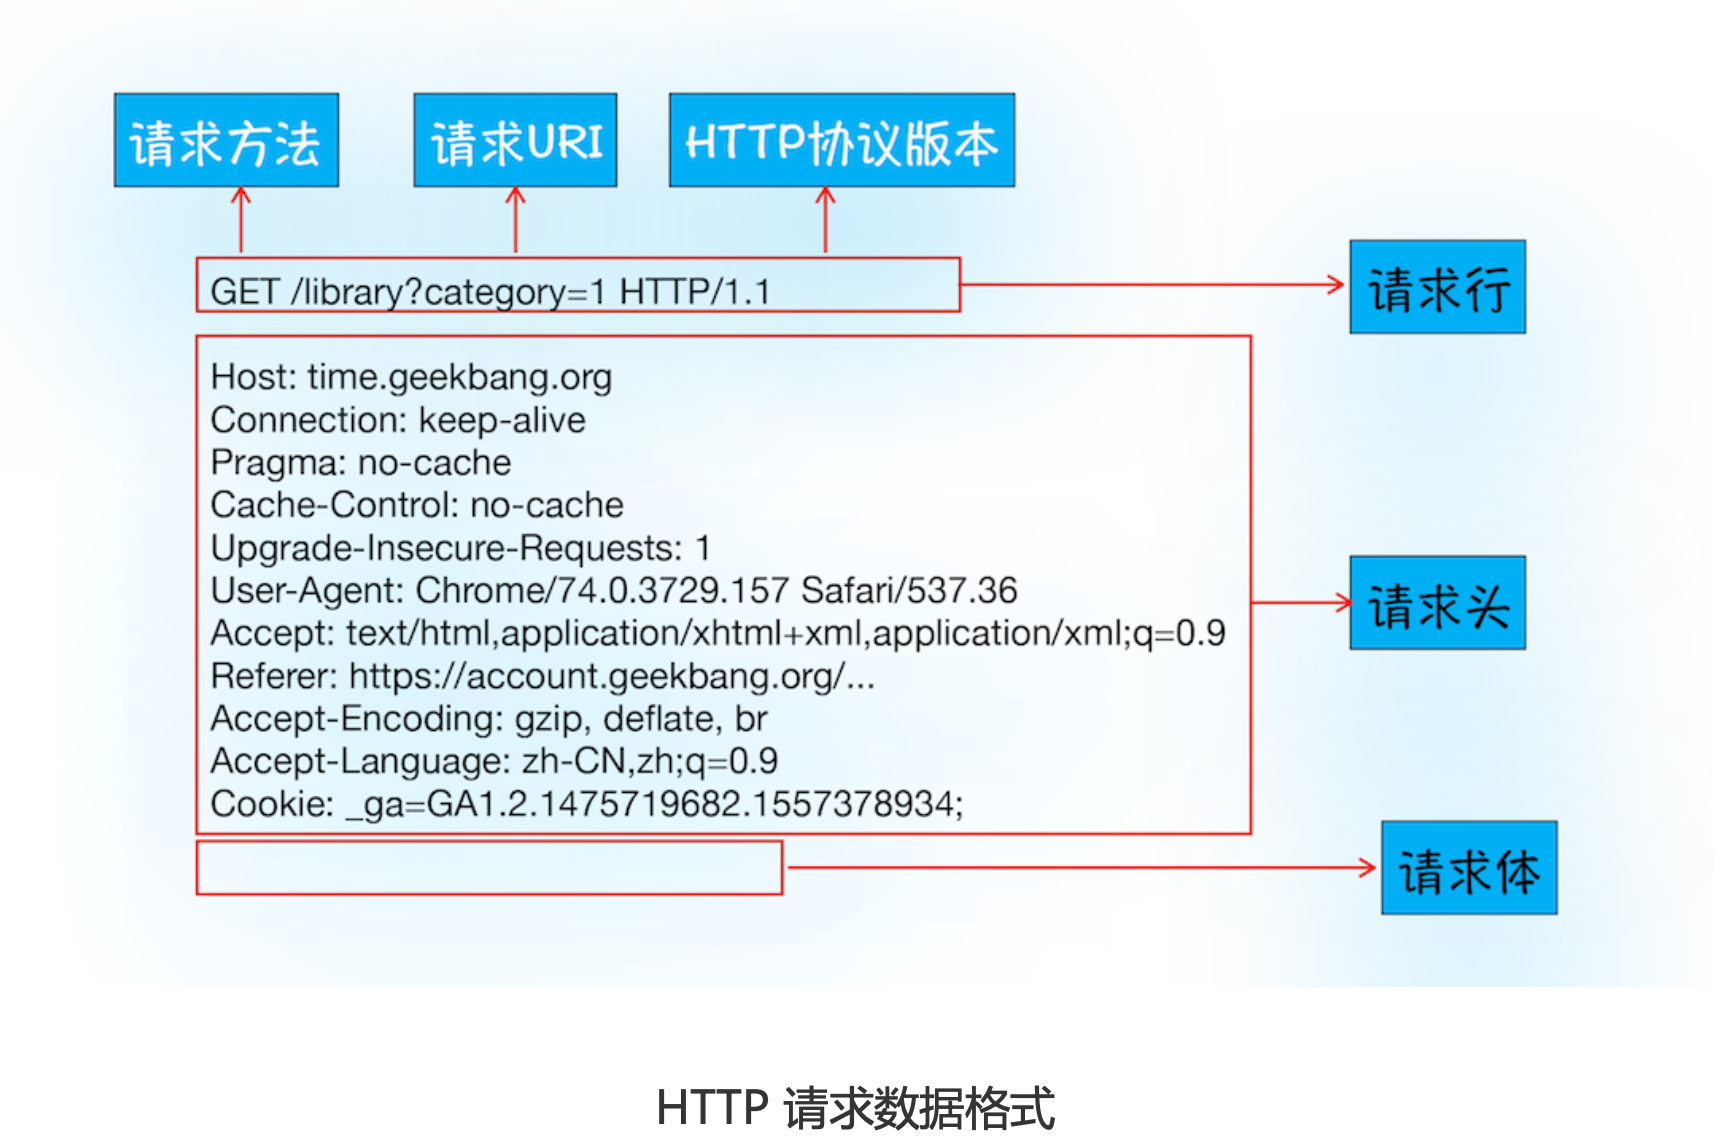 请求方法 请求URI HTTP协议版本
GET /library?category=1 HTTP/1.1
请求行
Host: time.geekbang.org
Connection: keep-alive
Pragma: no-cache
Cache-Control: no-cache
Upgrade-Insecure-Requests: 1
User-Agent: Chrome/74.0.3729.157 Safari/537.36
Accept: text/html,application/xhtml+xml,application/xml;q=0.9
Referer: https://account.geekbang.org/...
Accept-Encoding: gzip, deflate, br
Accept-Language: zh-CN,zh;q=0.9
Cookie: _ga=GA1.2.1475719682.1557378934;
请求头
请求体
HTTP 请求数据格式